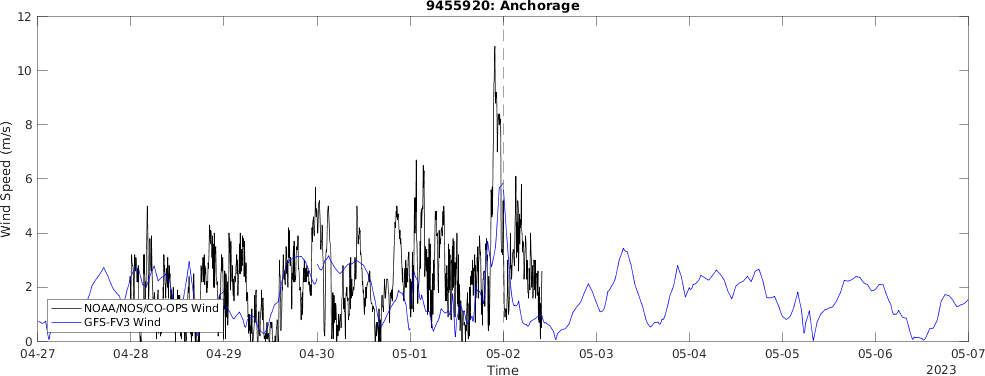 9455920: Anchorage
12
10
8
6
4
2
0
Wind Speed (m/s)
NOAA/NOS/CO-OPS Wind
GFS-FV3 Wind
04-27 04-28 04-29 04-30 05-01 05-02 05-03 05-04 05-05 05-06 05-07
Time
2023